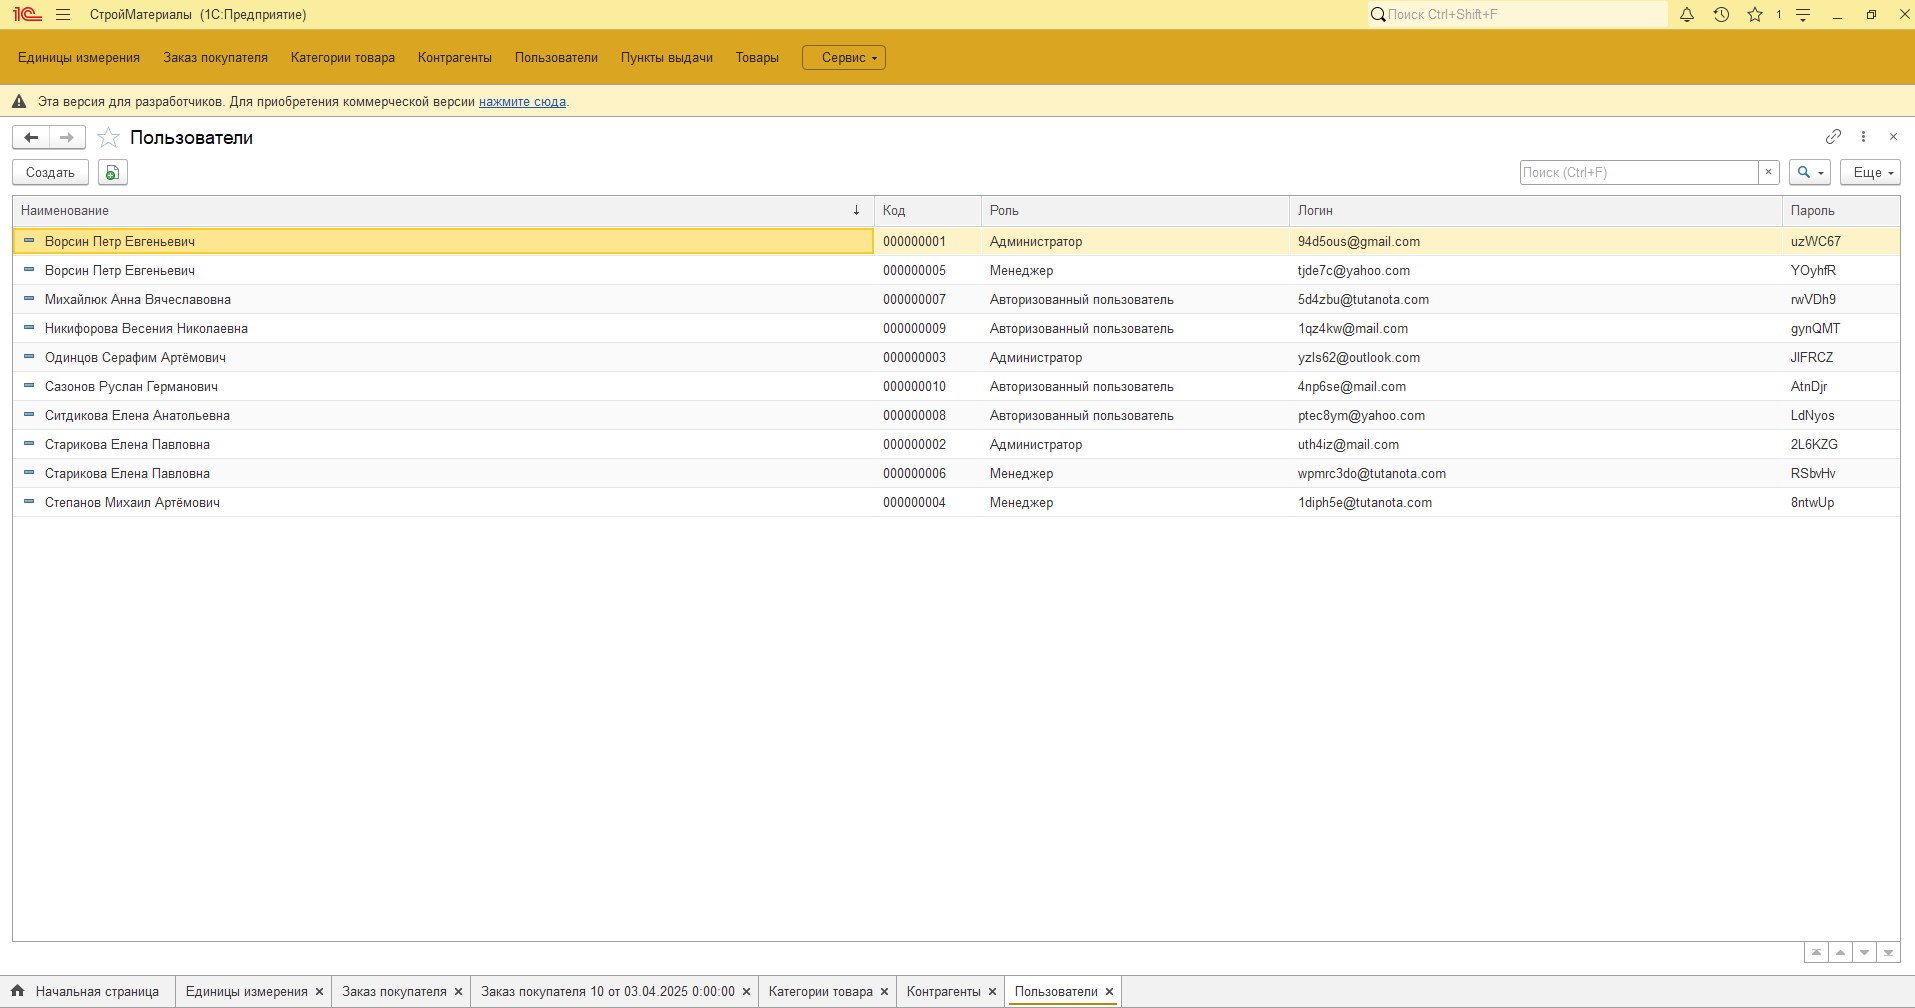 СтройМатериалы (1С:Предприятие)
Поиск Ctrl+Shift+F
1
Единицы измерения Заказ покупателя Категории товара Контрагенты Пользователи Пункты выдачи Товары Сервис
Эта версия для разработчиков. Для приобретения коммерческой версии нажмите сюда.
Пользователи
Создать
Поиск (Ctrl+F)
Еще
Наименование Код Роль Логин Пароль
Ворсин Петр Евгеньевич 000000001 Администратор 94d5ous@gmail.com uzWC67
Ворсин Петр Евгеньевич 000000005 Менеджер tjde7c@yahoo.com YOyhfR
Михайлюк Анна Вячеславовна 000000007 Авторизованный пользователь 5d4zbu@tutanota.com rwVDh9
Никифорова Весения Николаевна 000000009 Авторизованный пользователь 1qz4kw@mail.com gynQMT
Одинцов Серафим Артёмович 000000003 Администратор yzls62@outlook.com JlFRCZ
Сазонов Руслан Германович 000000010 Авторизованный пользователь 4np6se@mail.com AtnDjr
Ситдикова Елена Анатольевна 000000008 Авторизованный пользователь ptec8ym@yahoo.com LdNyos
Старикова Елена Павловна 000000002 Администратор uth4iz@mail.com 2L6KZG
Старикова Елена Павловна 000000006 Менеджер wpmrc3do@tutanota.com RSbvHv
Степанов Михаил Артёмович 000000004 Менеджер 1diph5e@tutanota.com 8ntwUp
Начальная страница Единицы измерения Заказ покупателя Заказ покупателя 10 от 03.04.2025 0:00:00 Категории товара Контрагенты Пользователи